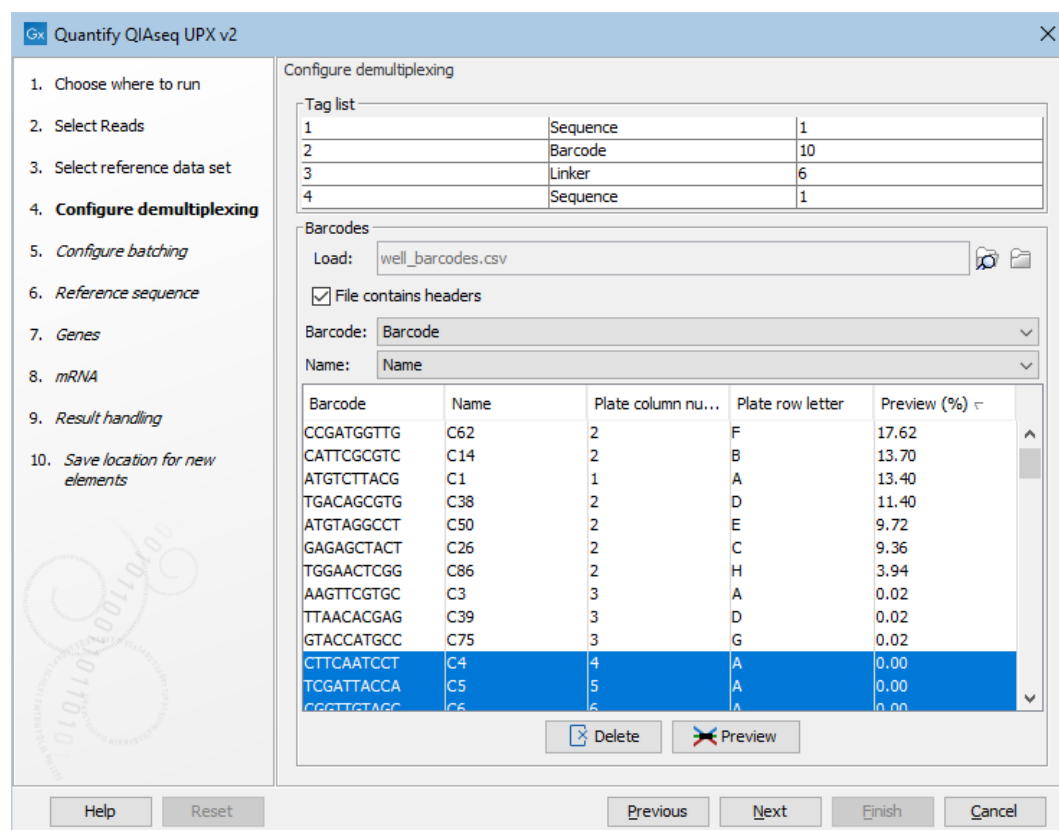 Gx Quantify QIAseq UPX v2
1. Choose where to run
2. Select Reads
3. Select reference data set
4. Configure demultiplexing
5. Configure batching
6. Reference sequence
7. Genes
8. mRNA
9. Result handling
10. Save location for new
elements
Configure demultiplexing
Tag list
1 Sequence 1
2 Barcode 10
3 Linker 6
4 Sequence 1
Barcodes
Load: well_barcodes.csv
File contains headers
Barcode: Barcode
Name: Name
Barcode Name Plate column nu... Plate row letter Preview (%)
CCGATGGTTG C62 2 F 17.62
CATTCGCGTC C14 2 B 13.70
ATGTCTTACG C1 1 A 13.40
TGACAGCGTG C38 2 D 11.40
ATGTAGGCCT C50 2 E 9.72
GAGAGCTACT C26 2 C 9.36
TGGAACTCGG C86 2 H 3.94
AAGTTCGTGC C3 3 A 0.02
TTAACACGAG C39 3 D 0.02
GTACCATGCC C75 3 G 0.02
CTTCAATCCT C4 4 A 0.00
TCGATTACCA C5 5 A 0.00
CGGTTGTAGC C6 6 A 0.00
Delete Preview
Help Reset Previous Next Finish Cancel